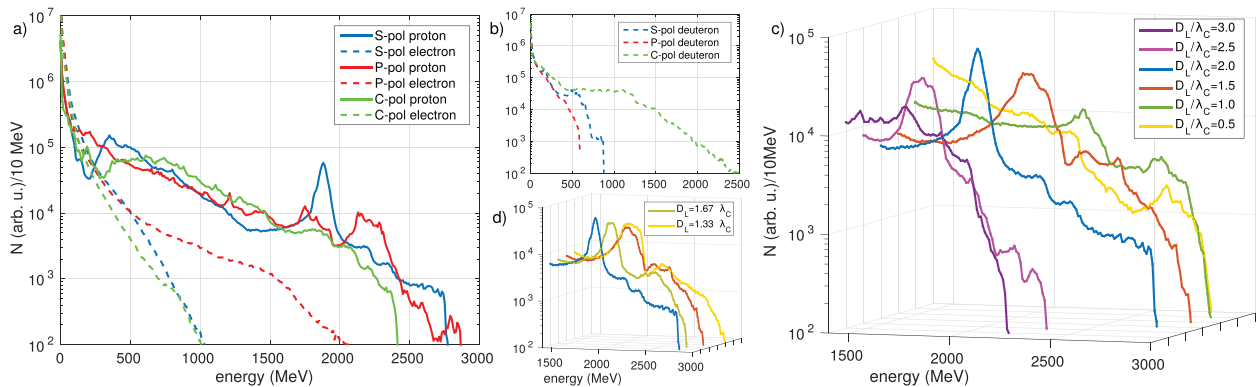 a)
10^7
10^6
10^5
10^4
10^3
10^2
N (arb. u.)/10 MeV
S-pol proton
S-pol electron
P-pol proton
P-pol electron
C-pol proton
C-pol electron
0 500 1000 1500 2000 2500 3000
energy (MeV)
b)
10^7
10^6
10^5
10^4
10^3
10^2
S-pol deuteron
P-pol deuteron
C-pol deuteron
0 500 1000 1500 2000 2500
d)
10^5
10^4
10^3
10^2
D_L=1.67 λ_C
D_L=1.33 λ_C
1500 2000 2500 3000
energy (MeV)
c)
10^5
10^4
10^3
10^2
N (arb. u.)/10MeV
D_L/λ_C=3.0
D_L/λ_C=2.5
D_L/λ_C=2.0
D_L/λ_C=1.5
D_L/λ_C=1.0
D_L/λ_C=0.5
1500 2000 2500 3000
energy (MeV)